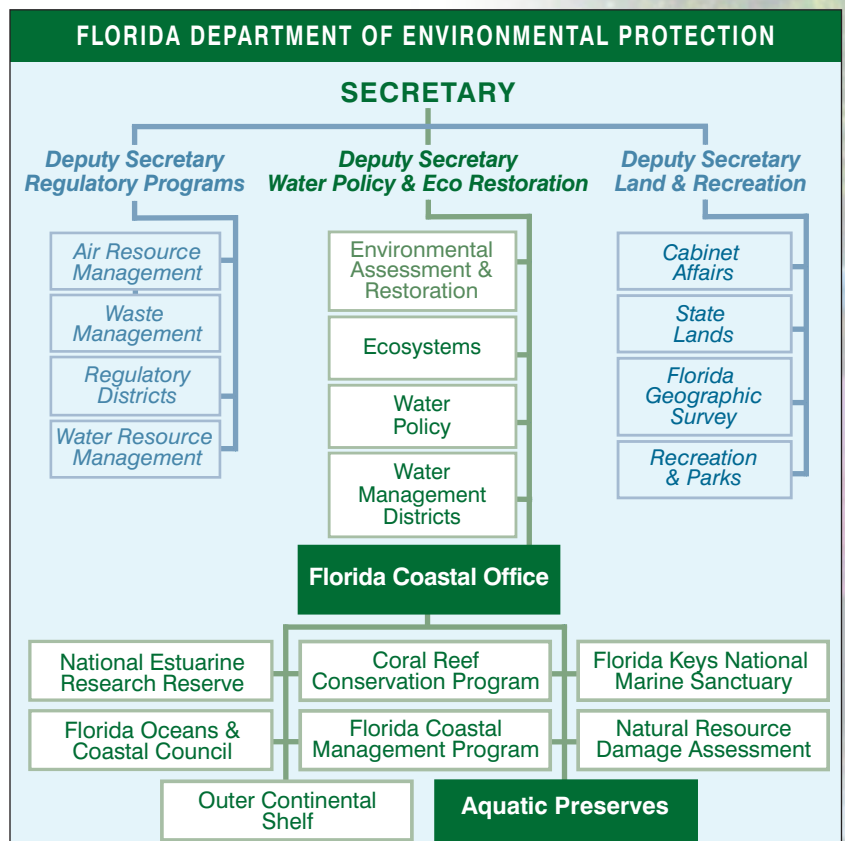 FLORIDA DEPARTMENT OF ENVIRONMENTAL PROTECTION
SECRETARY
Deputy Secretary
Regulatory Programs
Deputy Secretary
Water Policy & Eco Restoration
Deputy Secretary
Land & Recreation
Air Resource
Management
Waste
Management
Regulatory
Districts
Water Resource
Management
Environmental
Assessment &
Restoration
Ecosystems
Water
Policy
Water
Management
Districts
Cabinet
Affairs
State
Lands
Florida
Geographic
Survey
Recreation
& Parks
Florida Coastal Office
National Estuarine
Research Reserve
Coral Reef
Conservation Program
Florida Keys National
Marine Sanctuary
Florida Oceans &
Coastal Council
Florida Coastal
Management Program
Natural Resource
Damage Assessment
Outer Continental
Shelf
Aquatic Preserves